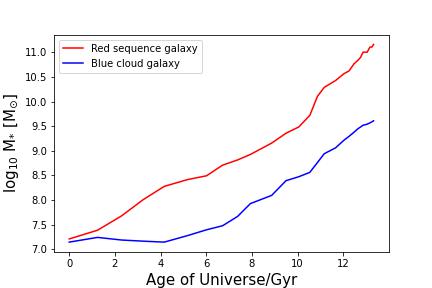 Red sequence galaxy
Blue cloud galaxy
log₁₀ M* [M⊙]
11.0
10.5
10.0
9.5
9.0
8.5
8.0
7.5
7.0
0 2 4 6 8 10 12
Age of Universe/Gyr